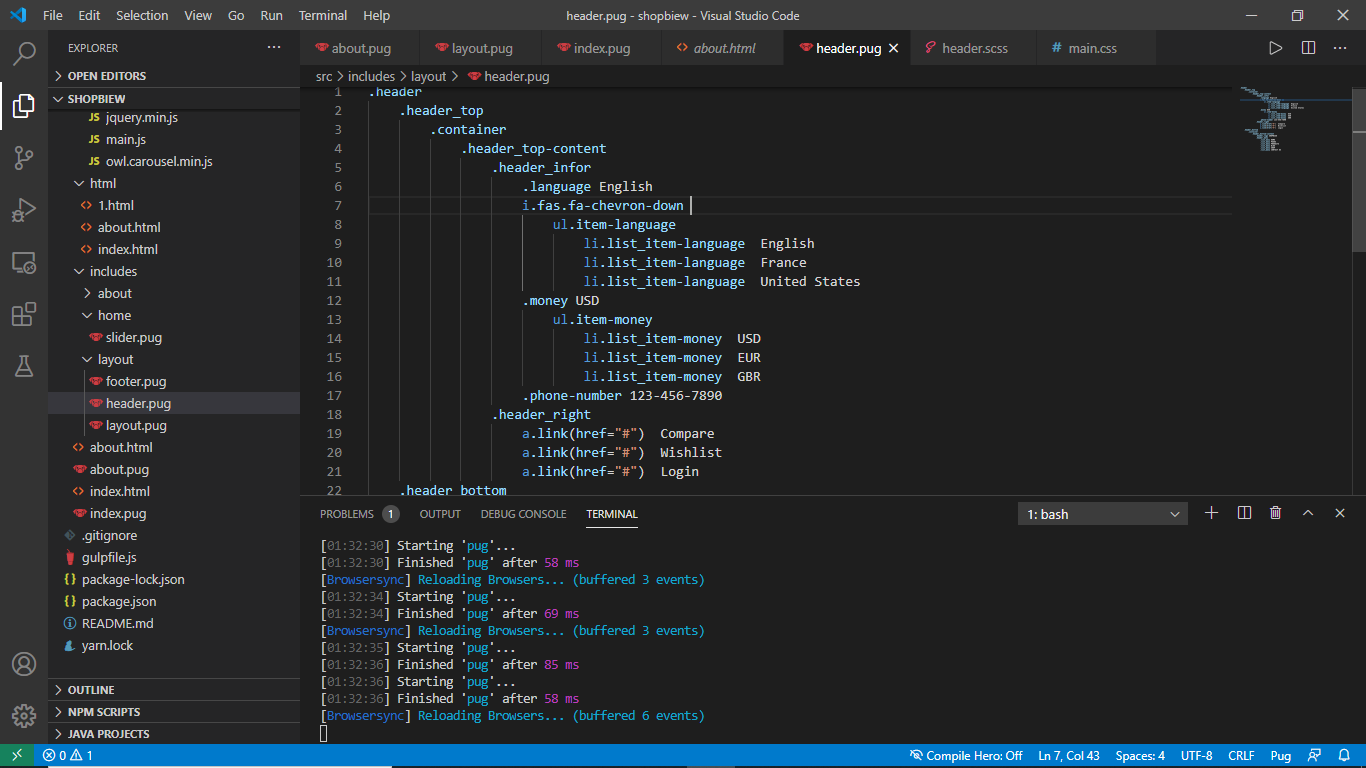 File Edit Selection View Go Run Terminal Help
header.pug - shopbiew - Visual Studio Code
EXPLORER
OPEN EDITORS
SHOPBIEW
JS jquery.min.js
JS main.js
JS owl.carousel.min.js
html
1.html
about.html
index.html
includes
about
home
slider.pug
layout
footer.pug
header.pug
layout.pug
about.html
about.pug
index.html
index.pug
.gitignore
gulpfile.js
package-lock.json
package.json
README.md
yarn.lock
OUTLINE
NPM SCRIPTS
JAVA PROJECTS
about.pug layout.pug index.pug about.html header.pug header.scss # main.css
src > includes > layout > header.pug
1 .header
2 .header_top
3 .container
4 .header_top-content
5 .header_infor
6 .language English
7 i.fas.fa-chevron-down
8 ul.item-language
9 li.list_item-language English
10 li.list_item-language France
11 li.list_item-language United States
12 .money USD
13 ul.item-money
14 li.list_item-money USD
15 li.list_item-money EUR
16 li.list_item-money GBR
17 .phone-number 123-456-7890
18 .header_right
19 a.link(href="#") Compare
20 a.link(href="#") Wishlist
21 a.link(href="#") Login
22 .header_bottom
PROBLEMS 1 OUTPUT DEBUG CONSOLE TERMINAL 1: bash
[01:32:30] Starting 'pug'...
[01:32:30] Finished 'pug' after 58 ms
[Browsersync] Reloading Browsers... (buffered 3 events)
[01:32:34] Starting 'pug'...
[01:32:34] Finished 'pug' after 69 ms
[Browsersync] Reloading Browsers... (buffered 3 events)
[01:32:35] Starting 'pug'...
[01:32:36] Finished 'pug' after 85 ms
[01:32:36] Starting 'pug'...
[01:32:36] Finished 'pug' after 58 ms
[Browsersync] Reloading Browsers... (buffered 6 events)
0 1 Compile Hero: Off Ln 7, Col 43 Spaces: 4 UTF-8 CRLF Pug